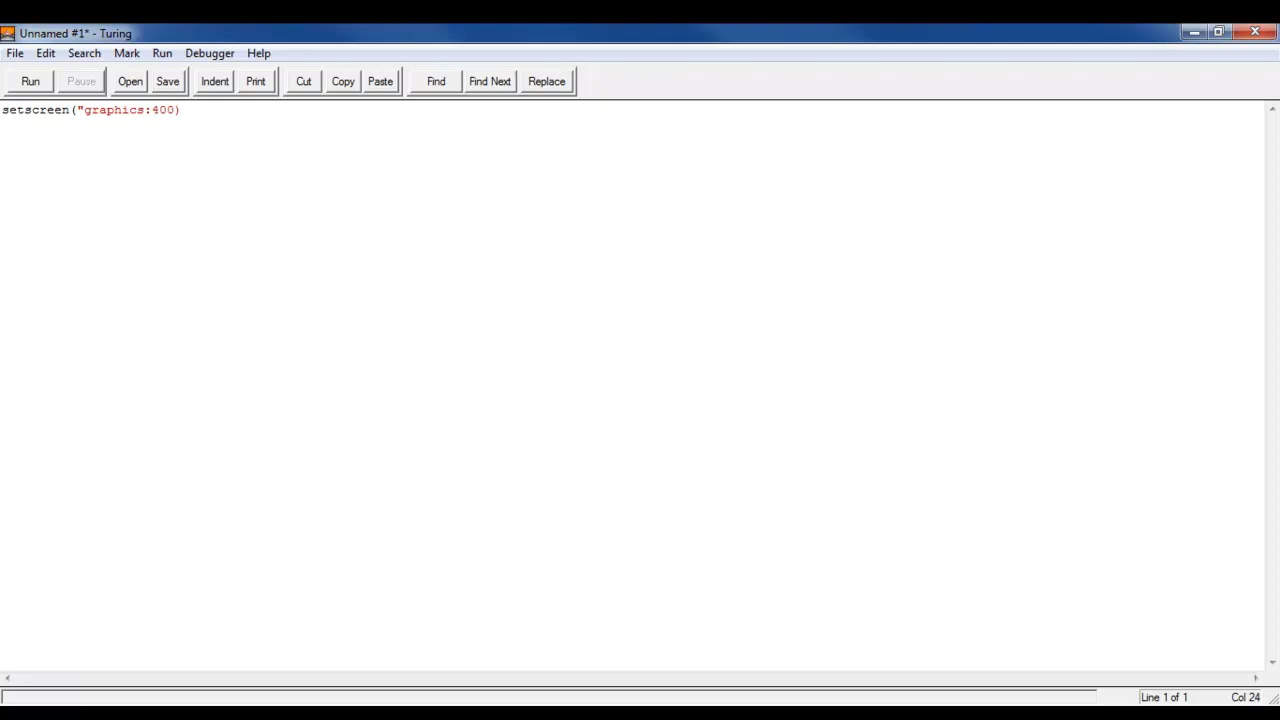 Unnamed #1* - Turing
File Edit Search Mark Run Debugger Help
Run Pause Open Save Indent Print Cut Copy Paste Find Find Next Replace
setscreen("graphics:400)
Line 1 of 1 Col 24